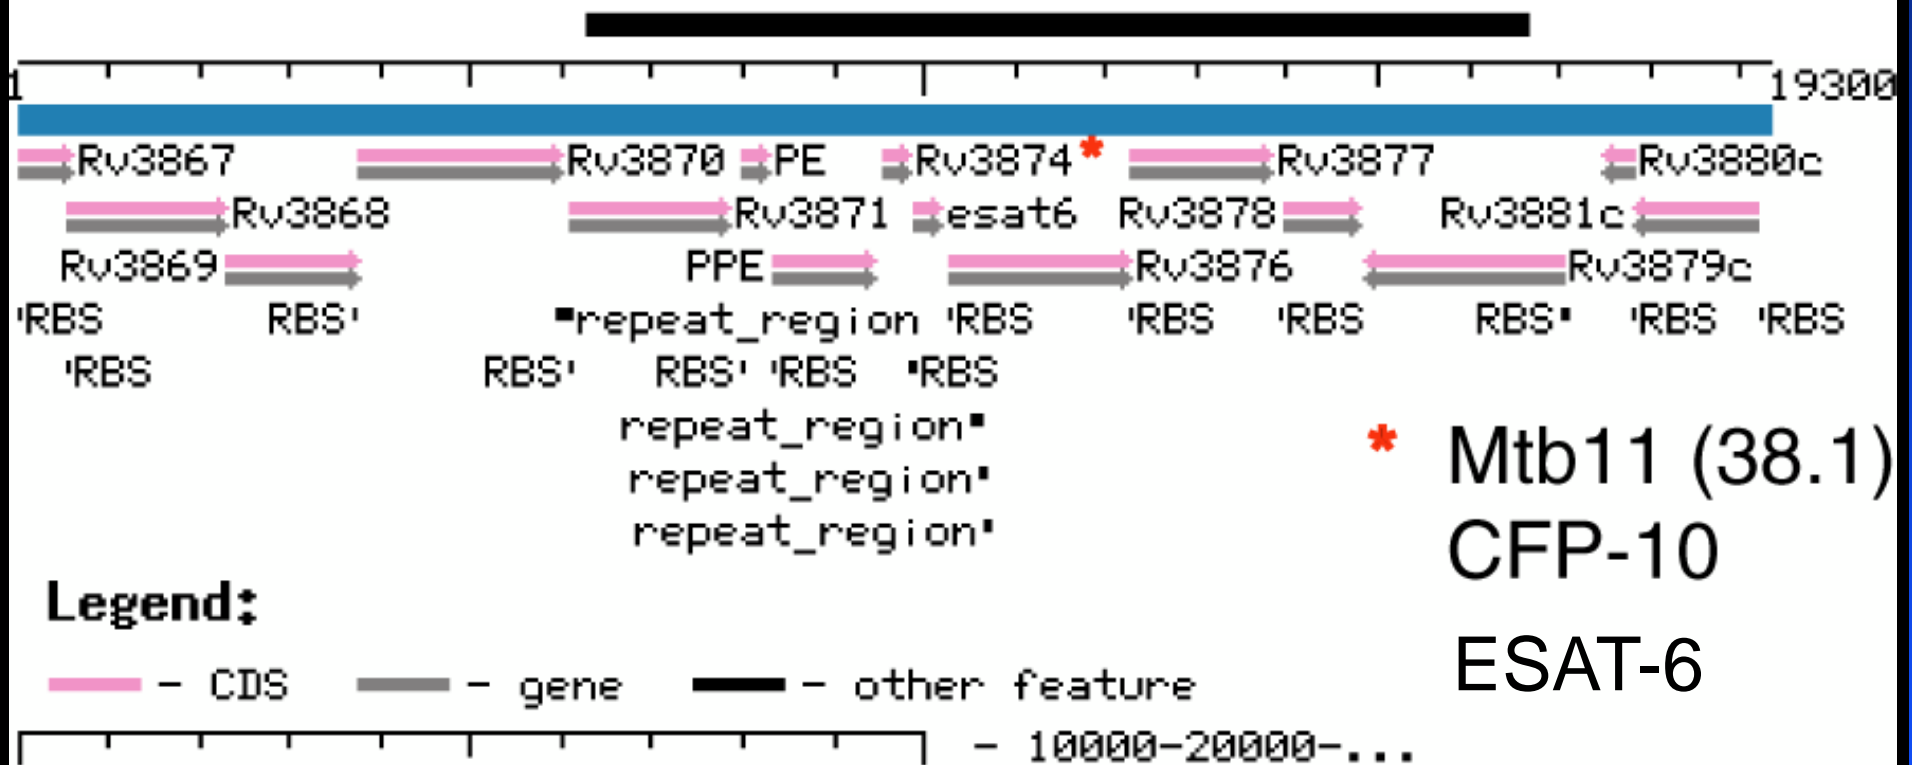 1 19300
Rv3867 Rv3870 PE Rv3874 * Rv3877 Rv3880c
Rv3868 Rv3871 esat6 Rv3878 Rv3881c
Rv3869 PPE Rv3876 Rv3879c
'RBS RBS' repeat_region 'RBS 'RBS 'RBS RBS 'RBS 'RBS
'RBS RBS' RBS' 'RBS 'RBS
repeat_region
repeat_region'
repeat_region'
* Mtb11 (38.1)
CFP-10
ESAT-6
Legend:
- CDS - gene - other feature
- 10000-20000-...